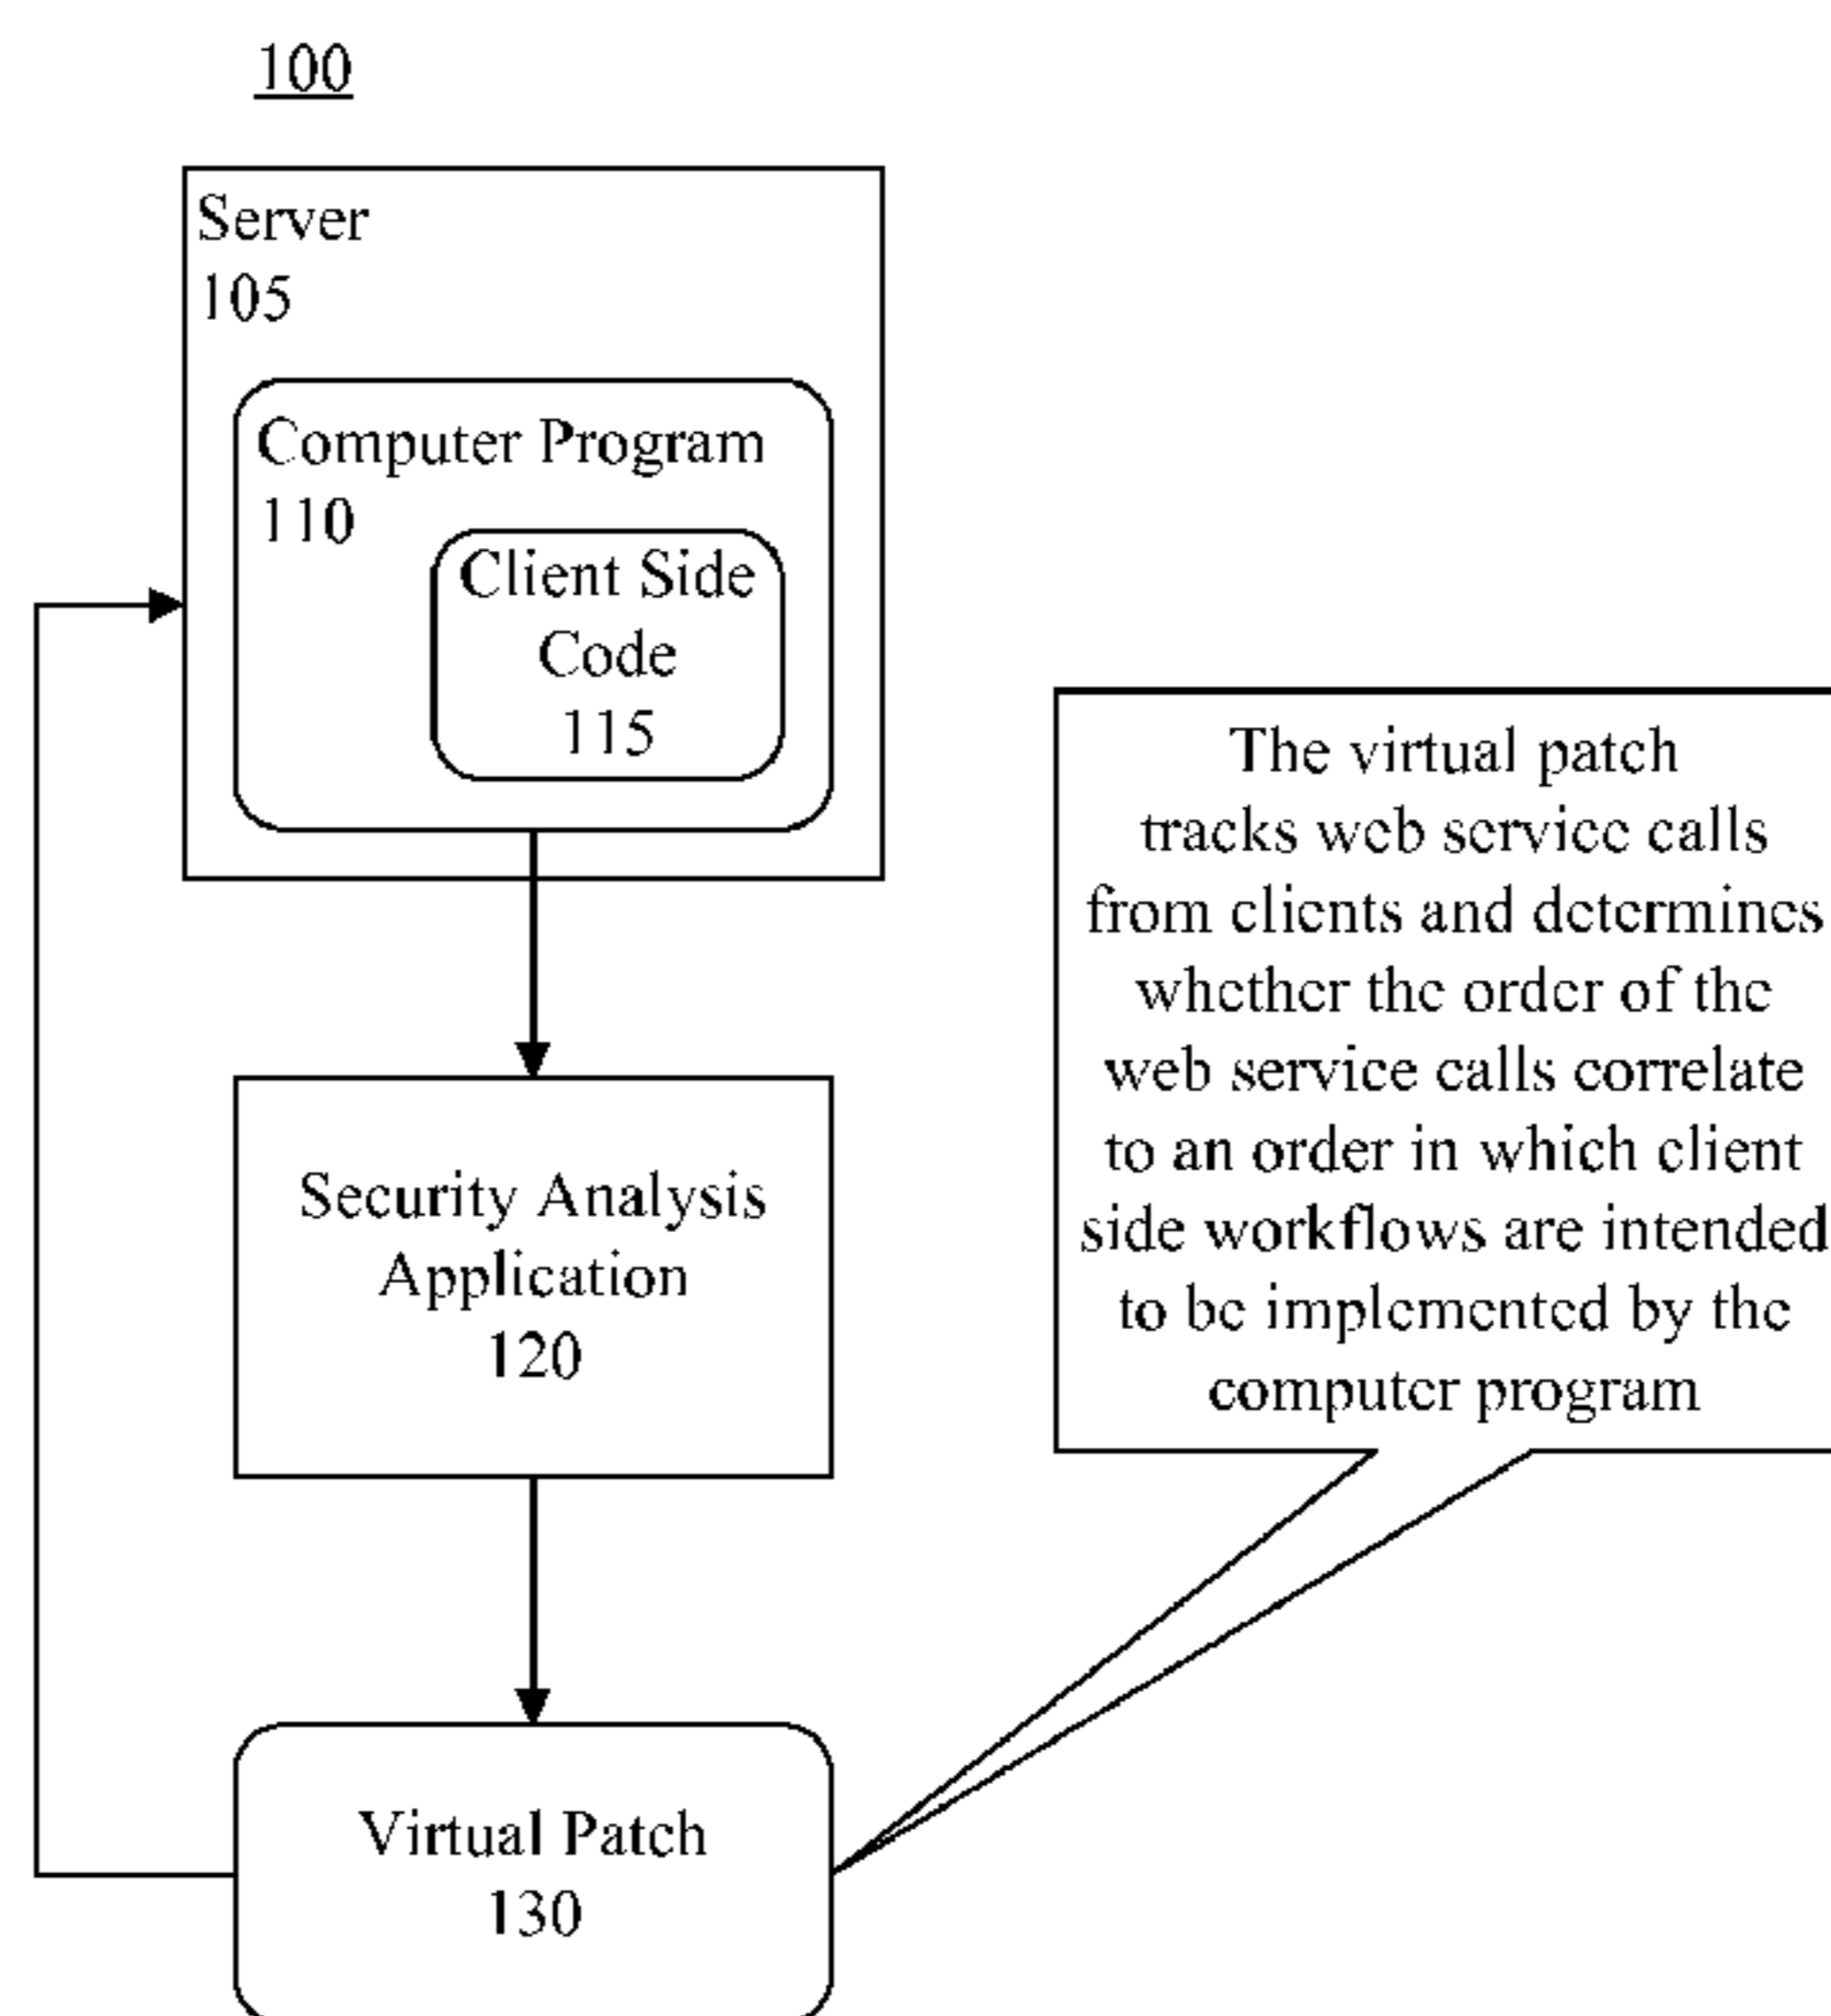 100
Server
105
Computer Program
110
Client Side
Code
115
Security Analysis
Application
120
Virtual Patch
130
The virtual patch
tracks web service calls
from clients and determines
whether the order of the
web service calls correlate
to an order in which client
side workflows are intended
to be implemented by the
computer program